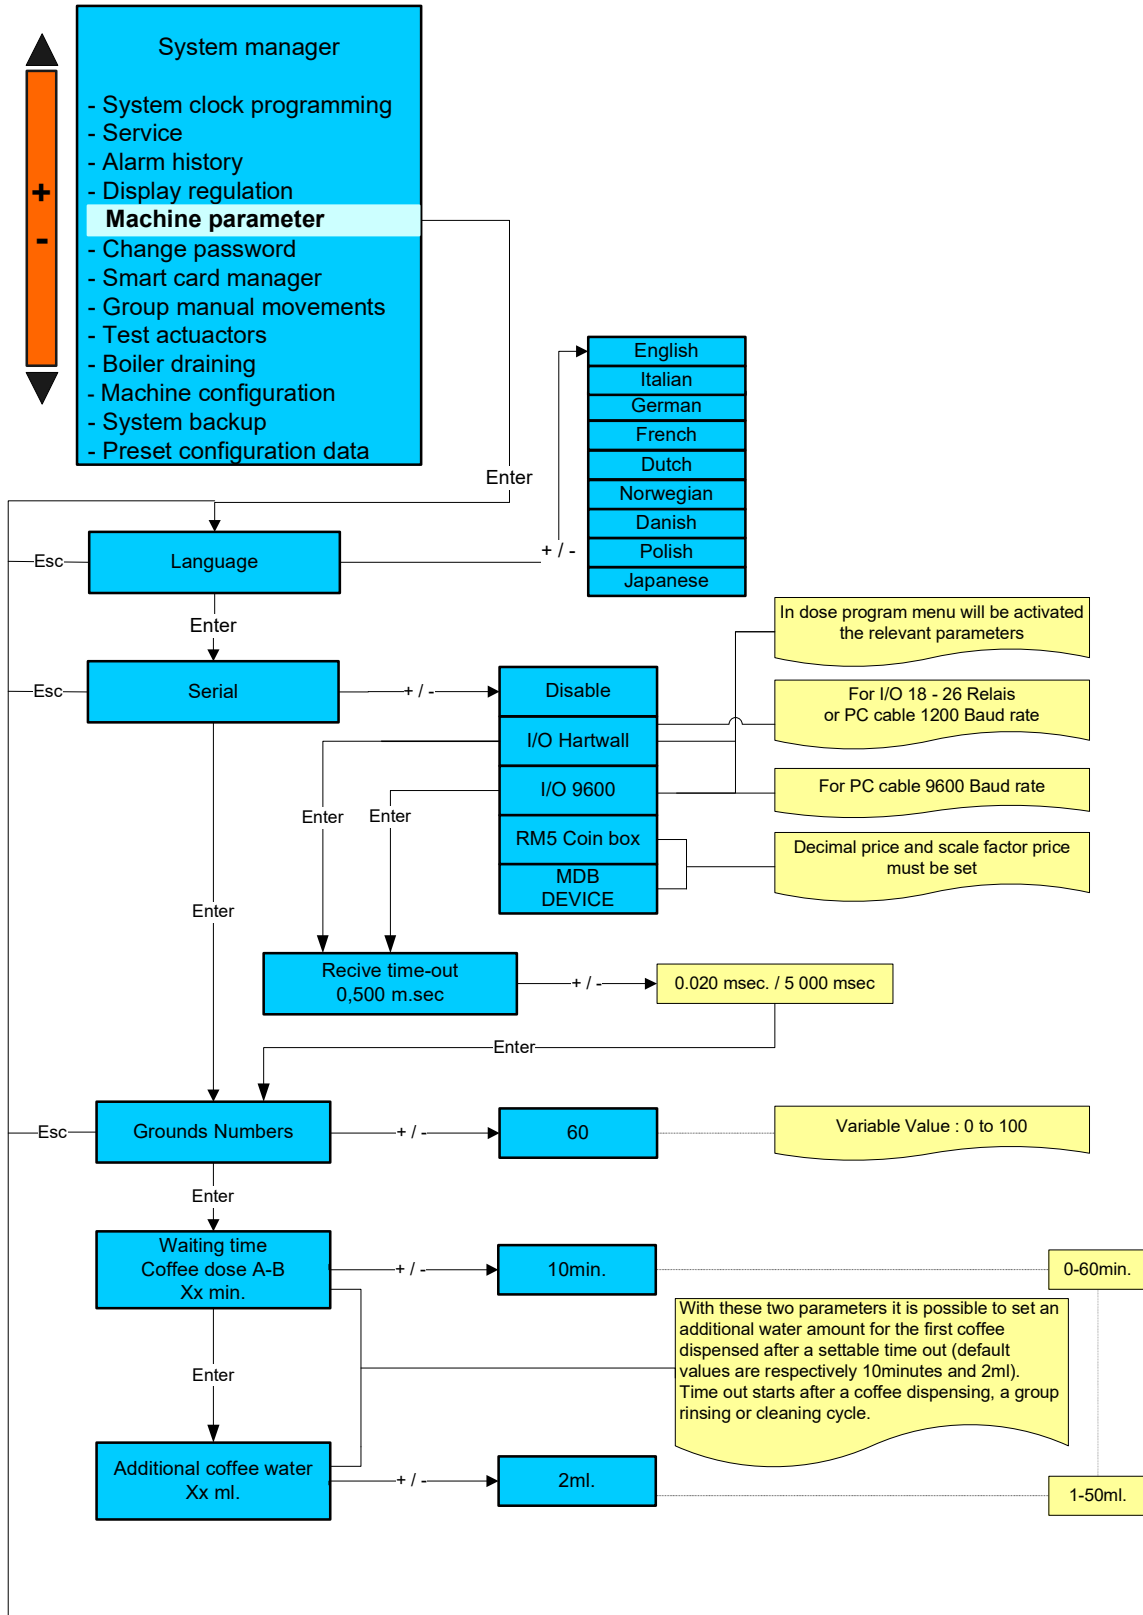 System manager
- System clock programming
- Service
- Alarm history
- Display regulation
Machine parameter
- Change password
- Smart card manager
- Group manual movements
- Test actuactors
- Boiler draining
- Machine configuration
- System backup
- Preset configuration data
+
-
Enter
English
Italian
German
French
Dutch
Norwegian
Danish
Polish
Japanese
Esc
Language
+ / -
Enter
In dose program menu will be activated
the relevant parameters
Esc
Serial
+ / -
Disable
I/O Hartwall
I/O 9600
RM5 Coin box
MDB
DEVICE
For I/O 18 - 26 Relais
or PC cable 1200 Baud rate
For PC cable 9600 Baud rate
Decimal price and scale factor price
must be set
Enter
Enter
Enter
Recive time-out
0,500 m.sec
+ / -
0.020 msec. / 5 000 msec
Enter
Esc
Grounds Numbers
+ / -
60
Variable Value : 0 to 100
Enter
Waiting time
Coffee dose A-B
Xx min.
+ / -
10min.
0-60min.
With these two parameters it is possible to set an
additional water amount for the first coffee
dispensed after a settable time out (default
values are respectively 10minutes and 2ml).
Time out starts after a coffee dispensing, a group
rinsing or cleaning cycle.
Enter
Additional coffee water
Xx ml.
+ / -
2ml.
1-50ml.